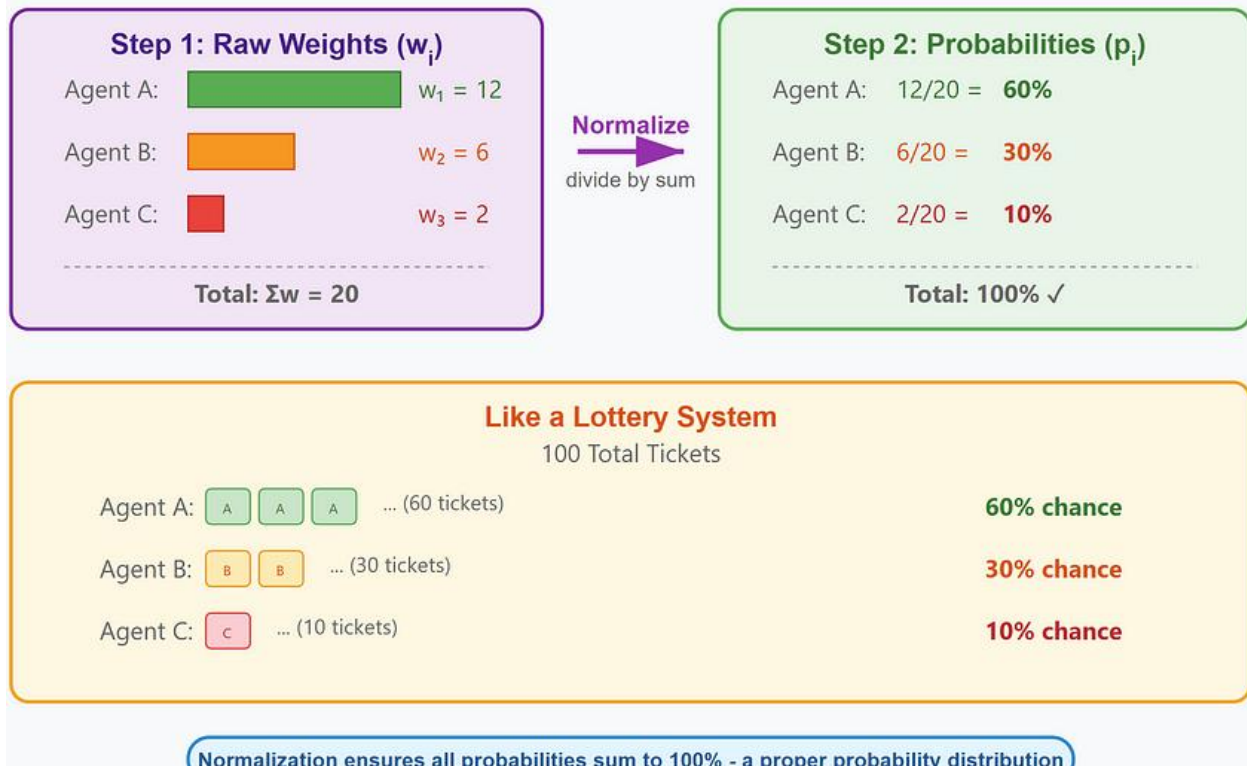 Step 1: Raw Weights (wᵢ)
Agent A: w₁ = 12
Agent B: w₂ = 6
Agent C: w₃ = 2
Total: Σw = 20
Normalize
divide by sum
Step 2: Probabilities (pᵢ)
Agent A: 12/20 = 60%
Agent B: 6/20 = 30%
Agent C: 2/20 = 10%
Total: 100% ✓
Like a Lottery System
100 Total Tickets
Agent A: A A A ... (60 tickets) 60% chance
Agent B: B B ... (30 tickets) 30% chance
Agent C: C ... (10 tickets) 10% chance
Normalization ensures all probabilities sum to 100% - a proper probability distribution